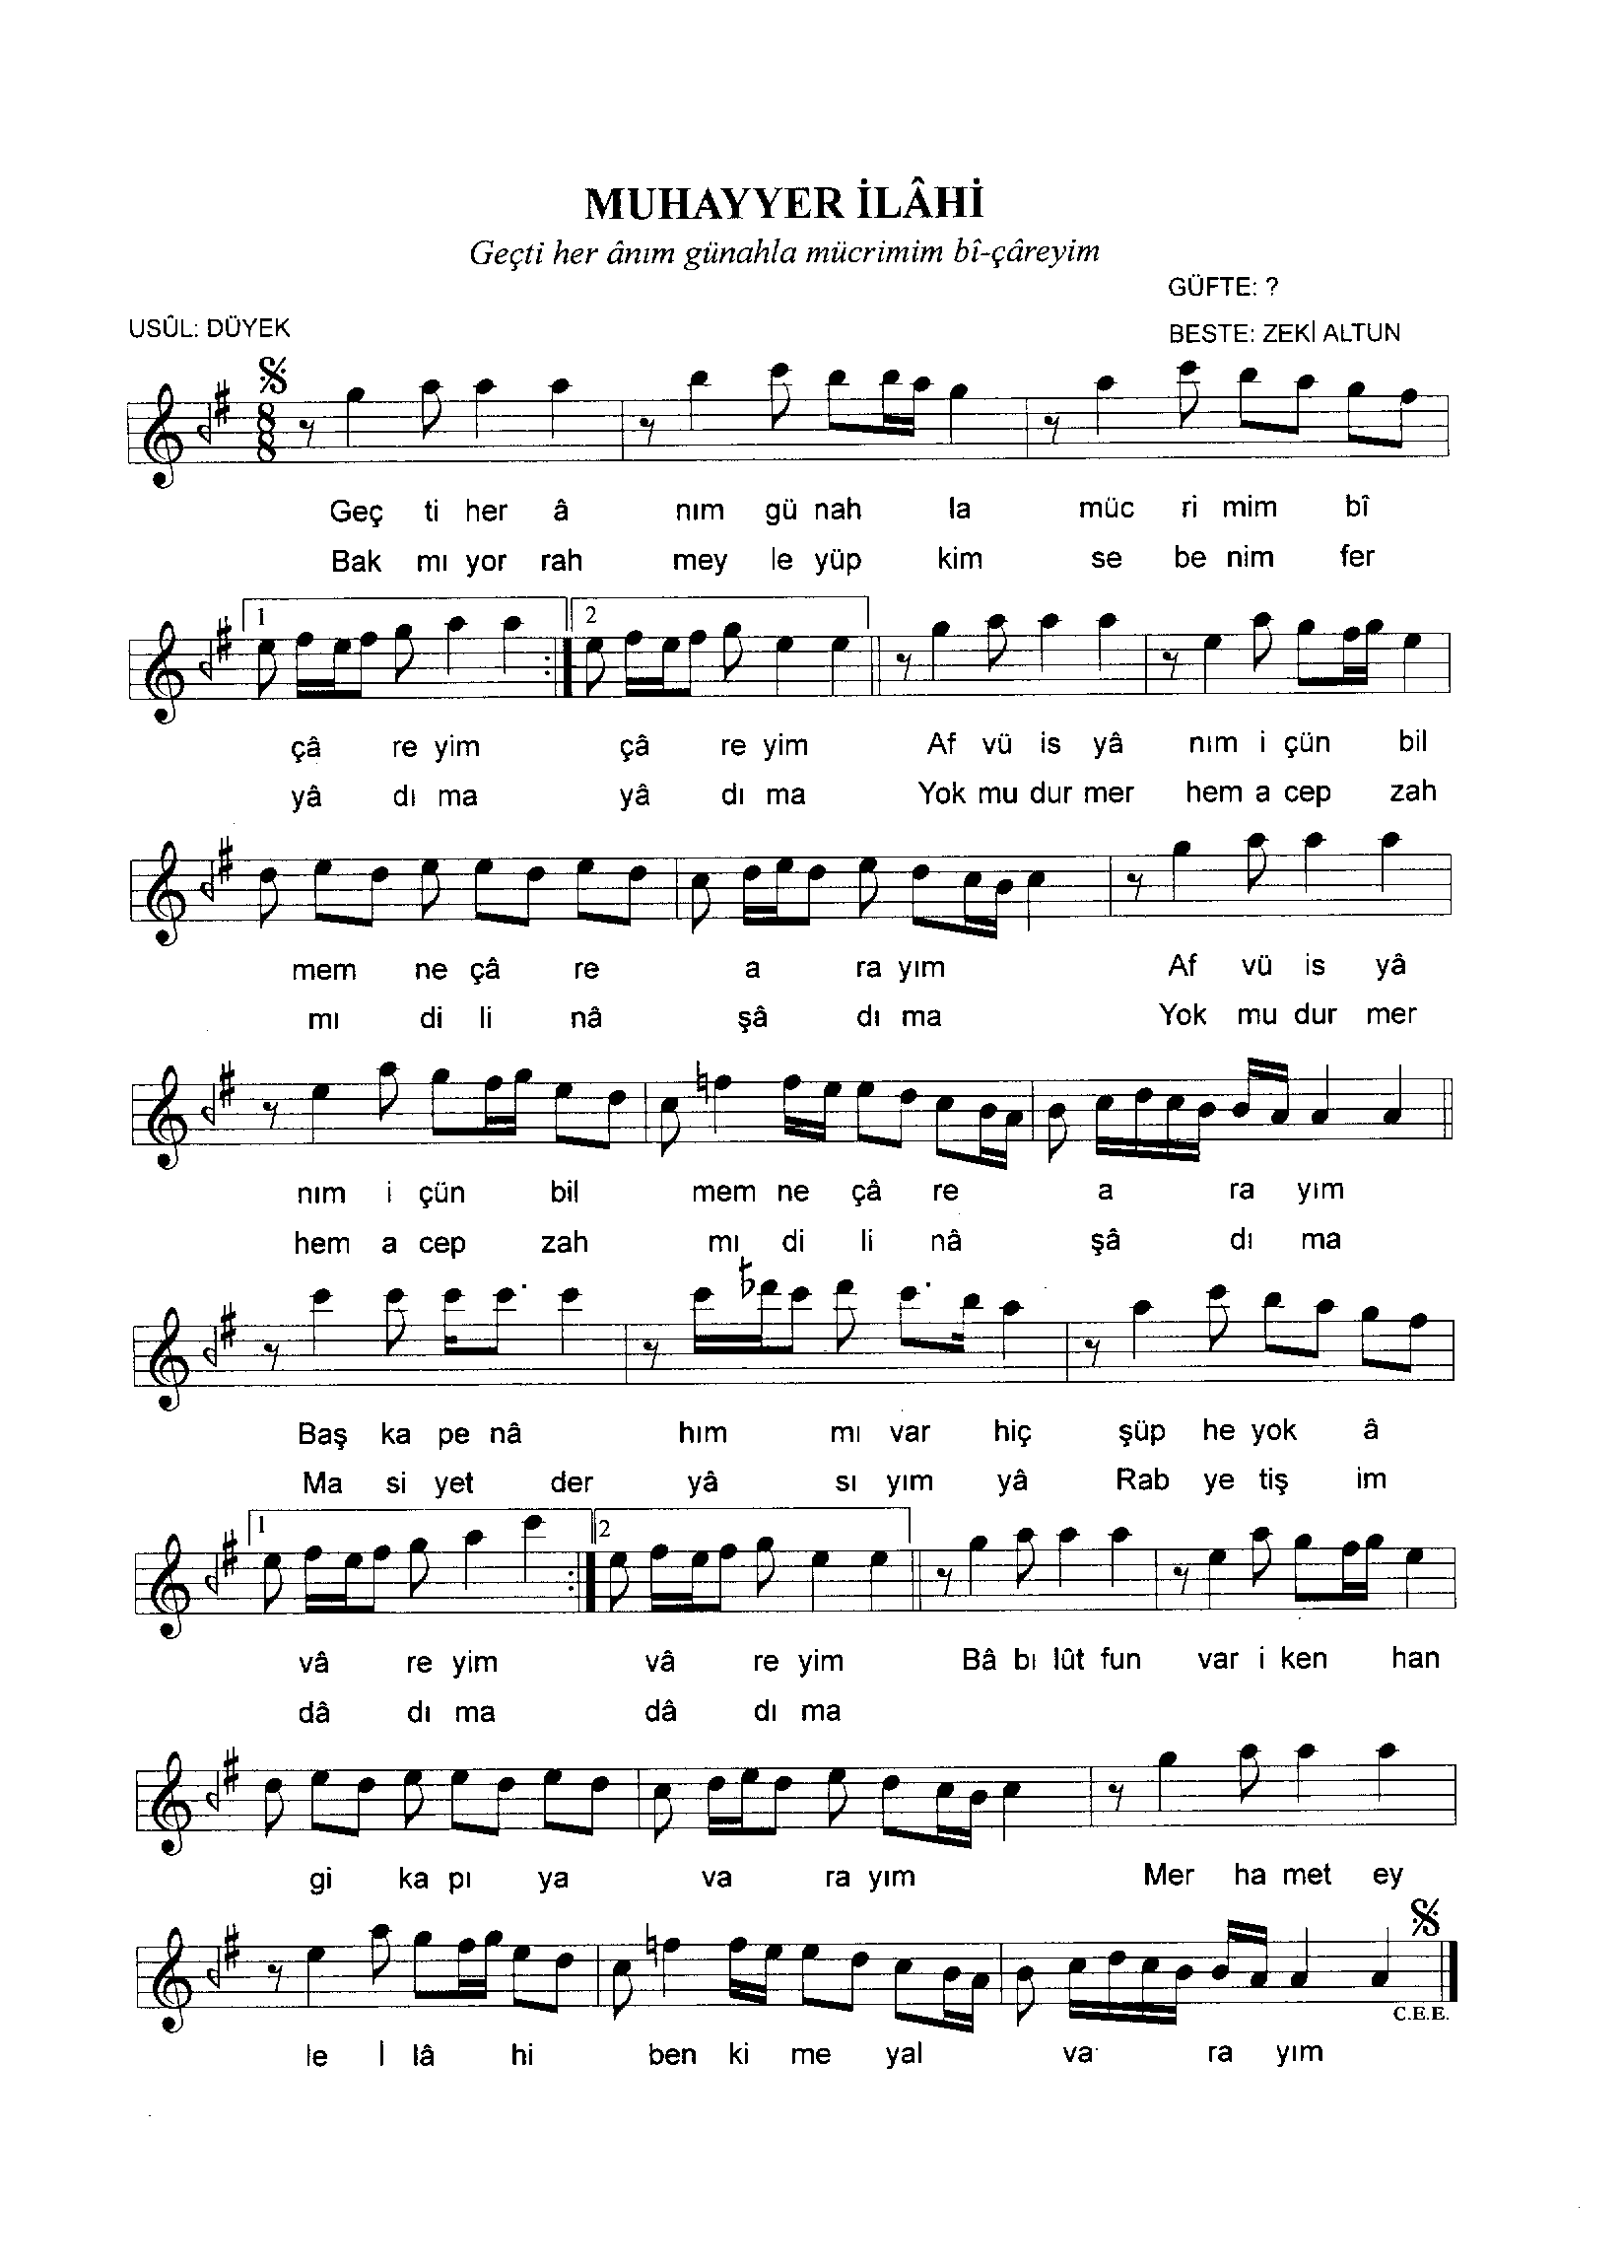 MUHAYYER İLÂHİ
Geçti her ânım günahla mücrimim bî-çâreyim
GÜFTE: ?
USÛL: DÜYEK
BESTE: ZEKİ ALTUN
8
8
Geç ti her â nım gü nah la müc ri mim bî
Bak mı yor rah mey le yüp kim se be nim fer
1 2
çâ re yim çâ re yim Af vü is yâ nım i çün bil
yâ dı ma yâ dı ma Yok mu dur mer hem a cep zah
mem ne çâ re a ra yım Af vü is yâ
mı di li nâ şâ dı ma Yok mu dur mer
nım i çün bil mem ne çâ re a ra yım
hem a cep zah mı di li nâ şâ dı ma
Baş ka pe nâ hım mı var hiç şüp he yok â
Ma si yet der yâ sı yım yâ Rab ye tiş im
1 2
vâ re yim vâ re yim Bâ bı lût fun var i ken han
dâ dı ma dâ dı ma
gi ka pı ya va ra yım Mer ha met ey
C.E.E.
le İ lâ hi ben ki me yal va ra yım